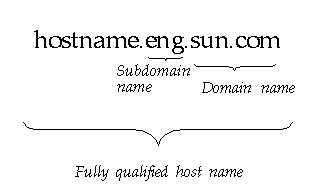 hostname.eng.sun.com
Subdomain
name
Domain name
Fully qualified host name